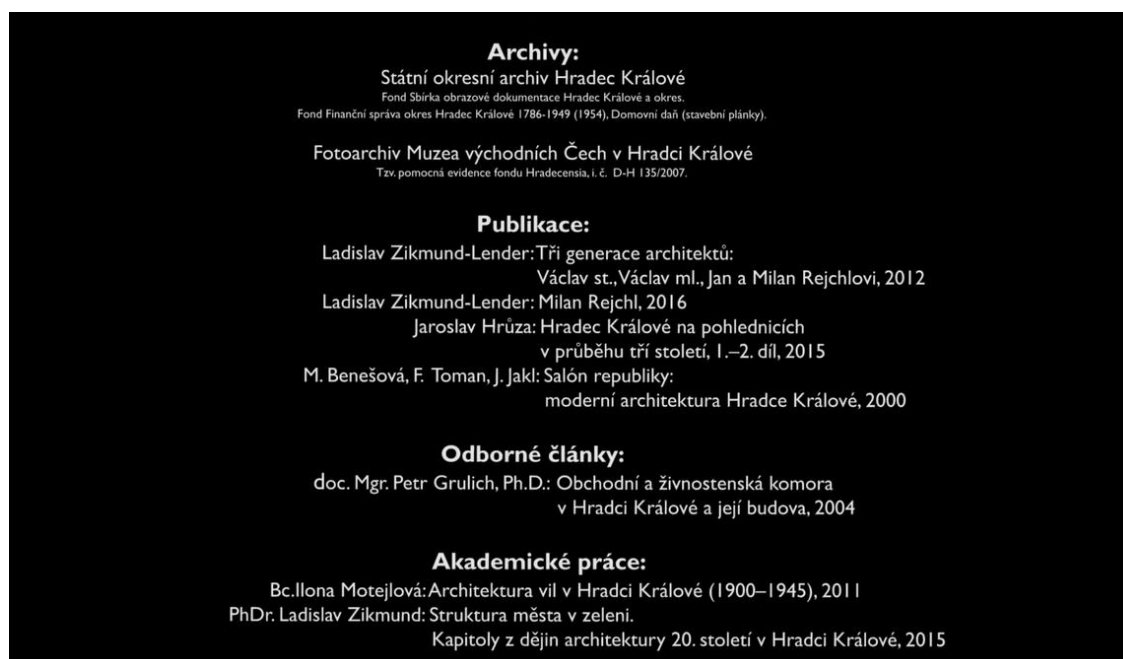 Archivy:
Státní okresní archiv Hradec Králové
Fond Sbírka obrazové dokumentace Hradec Králové a okres.
Fond Finanční správa okres Hradec Králové 1786-1949 (1954), Domovní daň (stavební plánky).
Fotoarchiv Muzea východních Čech v Hradci Králové
Tzv. pomocná evidence fondu Hradecensia, i. č. D-H 135/2007.
Publikace:
Ladislav Zikmund-Lender: Tři generace architektů:
Václav st., Václav ml., Jan a Milan Rejchlovi, 2012
Ladislav Zikmund-Lender: Milan Rejchl, 2016
Jaroslav Hrůza: Hradec Králové na pohlednicích
v průběhu tří století, 1.–2. díl, 2015
M. Benešová, F. Toman, J. Jakl: Salón republiky:
moderní architektura Hradce Králové, 2000
Odborné články:
doc. Mgr. Petr Grulich, Ph.D.: Obchodní a živnostenská komora
v Hradci Králové a její budova, 2004
Akademické práce:
Bc.Ilona Motejlová: Architektura vil v Hradci Králové (1900–1945), 2011
PhDr. Ladislav Zikmund: Struktura města v zeleni.
Kapitoly z dějin architektury 20. století v Hradci Králové, 2015